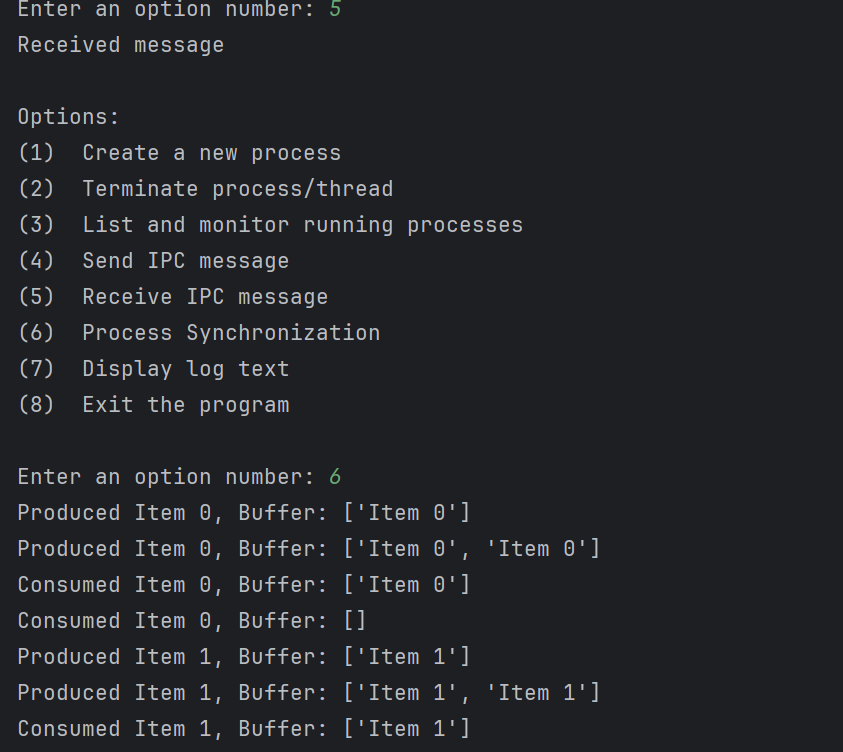 Enter an option number: 5
Received message
Options:
(1)  Create a new process
(2)  Terminate process/thread
(3)  List and monitor running processes
(4)  Send IPC message
(5)  Receive IPC message
(6)  Process Synchronization
(7)  Display log text
(8)  Exit the program
Enter an option number: 6
Produced Item 0, Buffer: ['Item 0']
Produced Item 0, Buffer: ['Item 0', 'Item 0']
Consumed Item 0, Buffer: ['Item 0']
Consumed Item 0, Buffer: []
Produced Item 1, Buffer: ['Item 1']
Produced Item 1, Buffer: ['Item 1', 'Item 1']
Consumed Item 1, Buffer: ['Item 1']